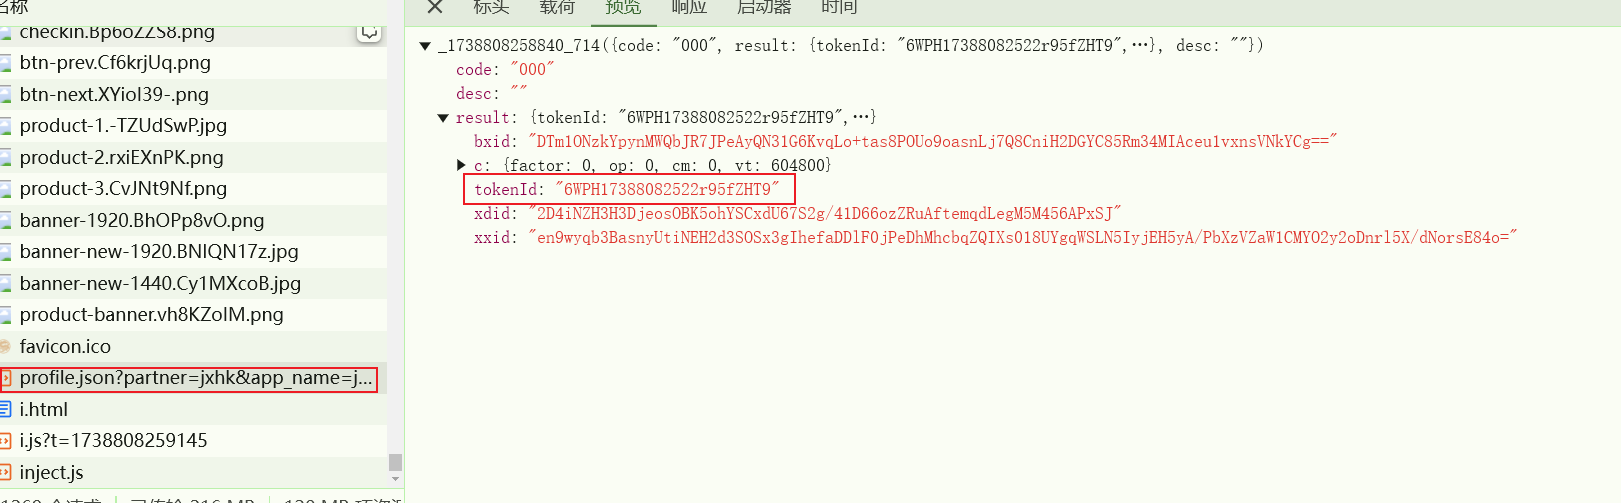 名称
checkin.Bp6oZZS8.png
btn-prev.Cf6krjUq.png
btn-next.XYioI39-.png
product-1.-TZUdSwP.jpg
product-2.rxiEXnPK.png
product-3.CvJNt9Nf.png
banner-1920.BhOPp8vO.png
banner-new-1920.BNlQN17z.jpg
banner-new-1440.Cy1MXcoB.jpg
product-banner.vh8KZolM.png
favicon.ico
profile.json?partner=jxhk&app_name=j...
i.html
i.js?t=1738808259145
inject.js
标头 载荷 预览 响应 启动器 时间
_1738808258840_714({code: "000", result: {tokenId: "6WPH17388082522r95fZHT9",…}, desc: ""})
code: "000"
desc: ""
result: {tokenId: "6WPH17388082522r95fZHT9",…}
bxid: "DTm1ONzkYpynMWQbJR7JPeAyQN31G6KvqLo+tas8POUo9oasnLj7Q8CniH2DGYC85Rm34MIAceu1vxnsVNkYCg=="
c: {factor: 0, op: 0, cm: 0, vt: 604800}
tokenId: "6WPH17388082522r95fZHT9"
xdid: "2D4iNZH3H3DjeosOBK5ohYSCxdU67S2g/41D66ozZRuAftemqdLegM5M456APxSJ"
xxid: "en9wyqb3BasnyUtiNEH2d3SOSx3gIhefaDDlF0jPeDhMhcbqZQIXs018UYgqWSLN5IyjEH5yA/PbXzVZaW1CMYO2y2oDnrl5X/dNorsE84o="